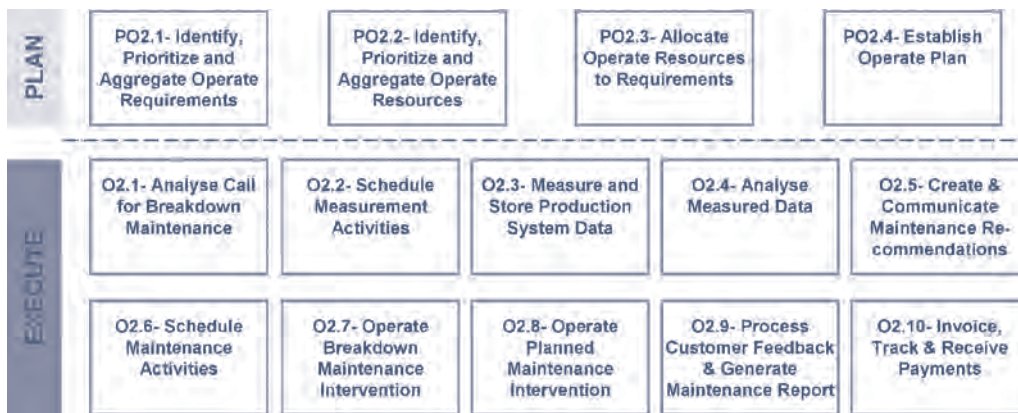 PLAN
PO2.1- Identify,
Prioritize and
Aggregate Operate
Requirements
PO2.2- Identify,
Prioritize and
Aggregate Operate
Resources
PO2.3- Allocate
Operate Resources
to Requirements
PO2.4- Establish
Operate Plan
EXECUTE
O2.1- Analyse Call
for Breakdown
Maintenance
O2.2- Schedule
Measurement
Activities
O2.3- Measure and
Store Production
System Data
O2.4- Analyse
Measured Data
O2.5- Create &
Communicate
Maintenance Re-
commendations
O2.6- Schedule
Maintenance
Activities
O2.7- Operate
Breakdown
Maintenance
Intervention
O2.8- Operate
Planned
Maintenance
Intervention
O2.9- Process
Customer Feedback
& Generate
Maintenance Report
O2.10- Invoice,
Track & Receive
Payments